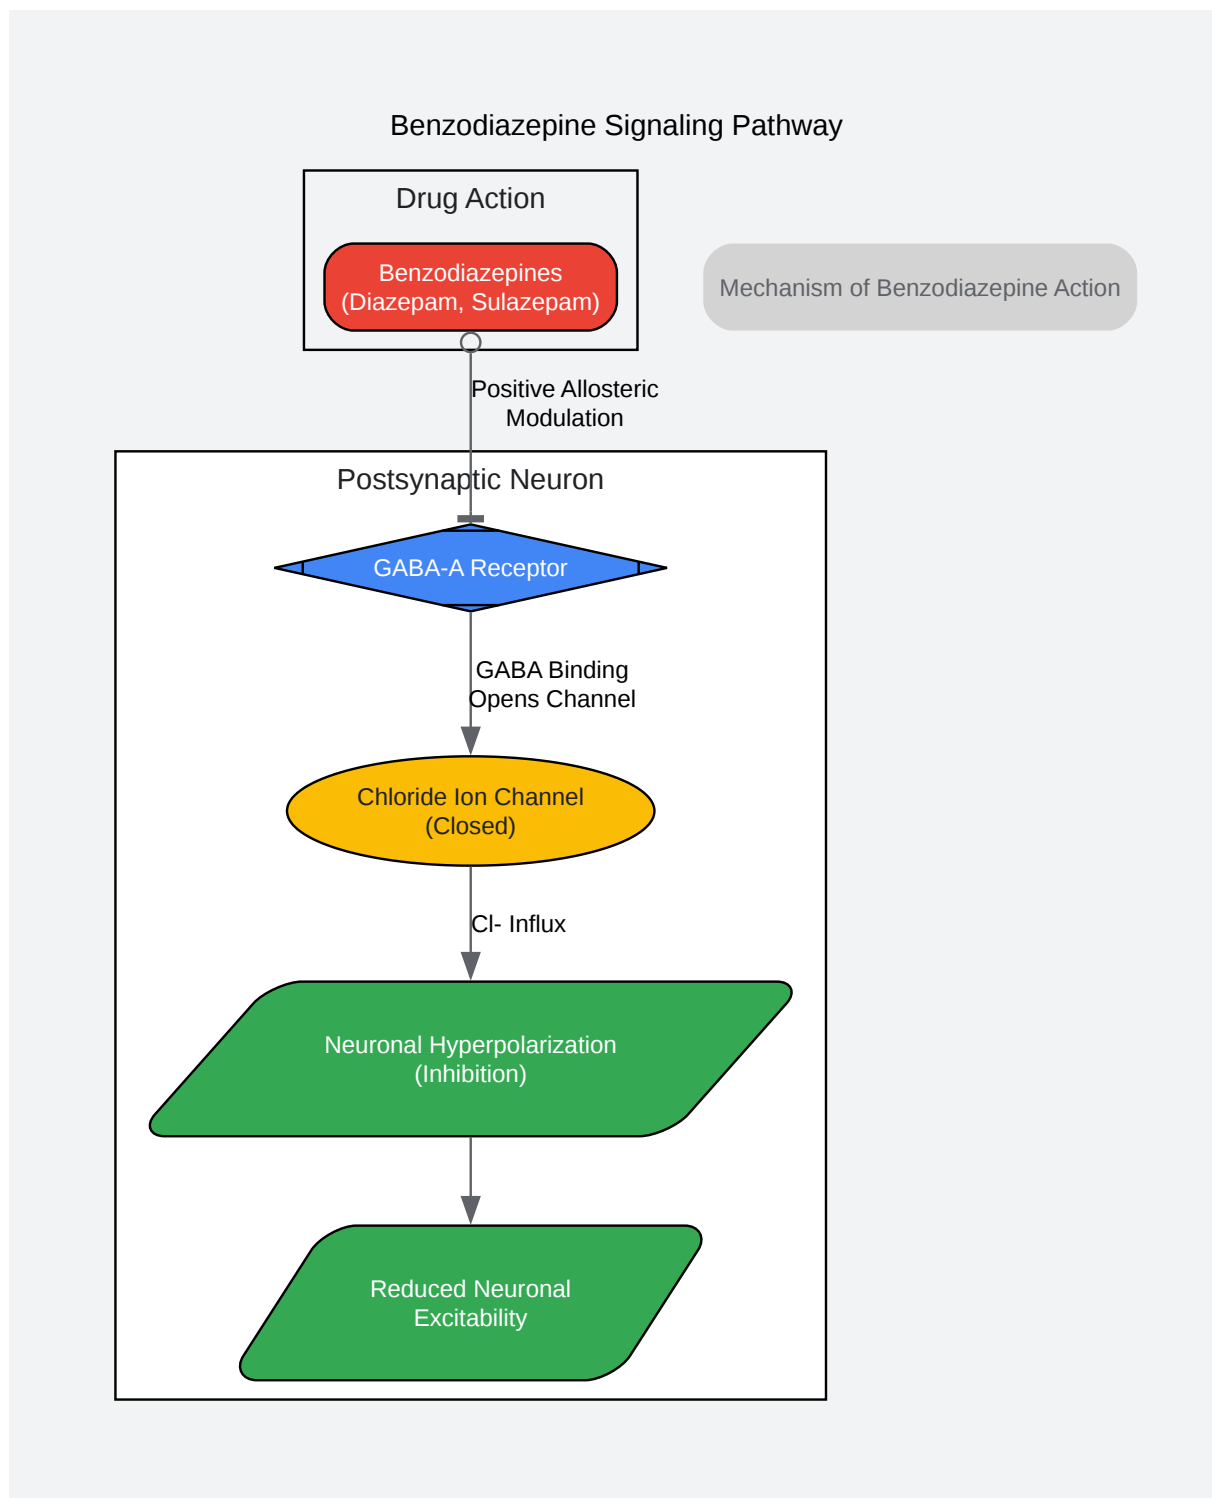 Benzodiazepine Signaling Pathway
Drug Action
Benzodiazepines
(Diazepam, Sulazepam)
Mechanism of Benzodiazepine Action
Positive Allosteric
Modulation
Postsynaptic Neuron
GABA-A Receptor
GABA Binding
Opens Channel
Chloride Ion Channel
(Closed)
Cl- Influx
Neuronal Hyperpolarization
(Inhibition)
Reduced Neuronal
Excitability